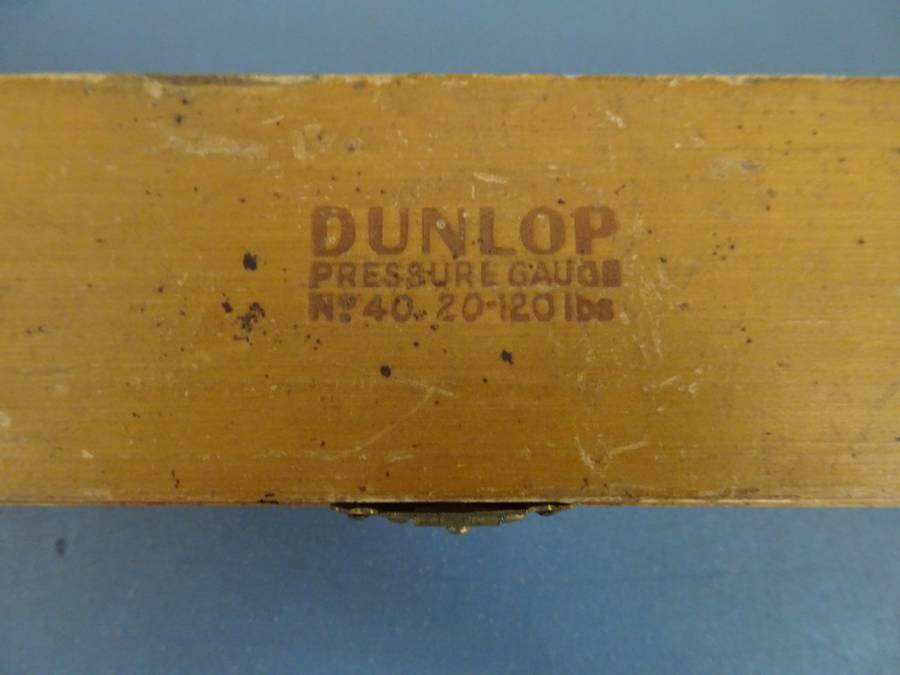 DUNLOP
PRESSURE GAUGE
Nº 40. 20-120 lbs